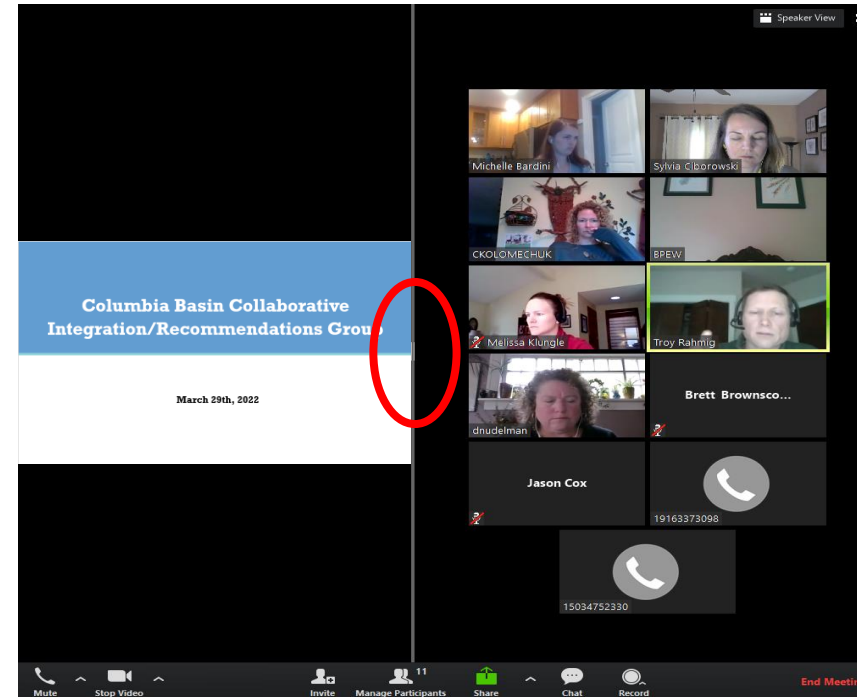 Speaker View
Columbia Basin Collaborative
Integration/Recommendations Group
March 29th, 2022
Michelle Bardini
Sylvia Ciborowski
CKOLOMECHUK
BPEW
Melissa Klungle
Troy Rahmig
dnudelman
Brett Brownsco...
Jason Cox
19163373098
15034752330
Mute
Stop Video
Invite
Manage Participants
11
Share
Chat
Record
End Meetin